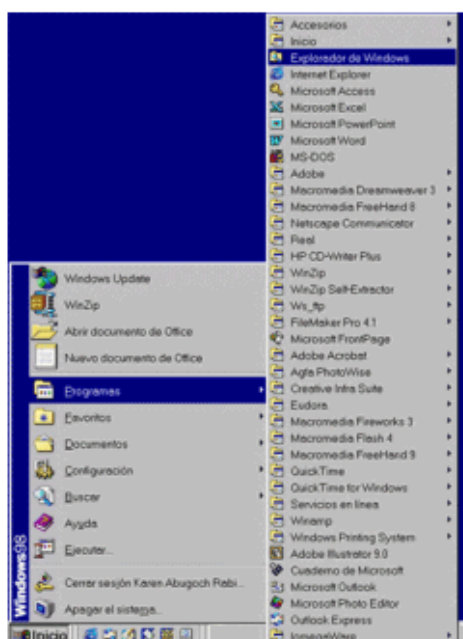 Accesorios
Inicio
Explorador de Windows
Internet Explorer
Microsoft Access
Microsoft Excel
Microsoft PowerPoint
Microsoft Word
MS-DOS
Adobe
Macromedia Dreamweaver 3
Macromedia FreeHand 8
Netscape Communicator
Real
HP CD-Writer Plus
WinZip
WinZip Self-Extractor
Ws_ftp
FileMaker Pro 4.1
Microsoft FrontPage
Adobe Acrobat
Agfa PhotoWise
Creative Intra Suite
Eudora
Macromedia Fireworks 3
Macromedia Flash 4
Macromedia FreeHand 9
QuickTime
QuickTime for Windows
Servicios en línea
Winamp
Windows Printing System
Adobe Illustrator 9.0
Cuaderno de Microsoft
Microsoft Outlook
Microsoft Photo Editor
Outlook Express
IomegaWare
Windows Update
WinZip
Abrir documento de Office
Nuevo documento de Office
Programas
Favoritos
Documentos
Configuración
Buscar
Ayuda
Ejecutar...
Cerrar sesión Karen Abugoch Rabi...
Apagar el sistema...
Windows98
Inicio